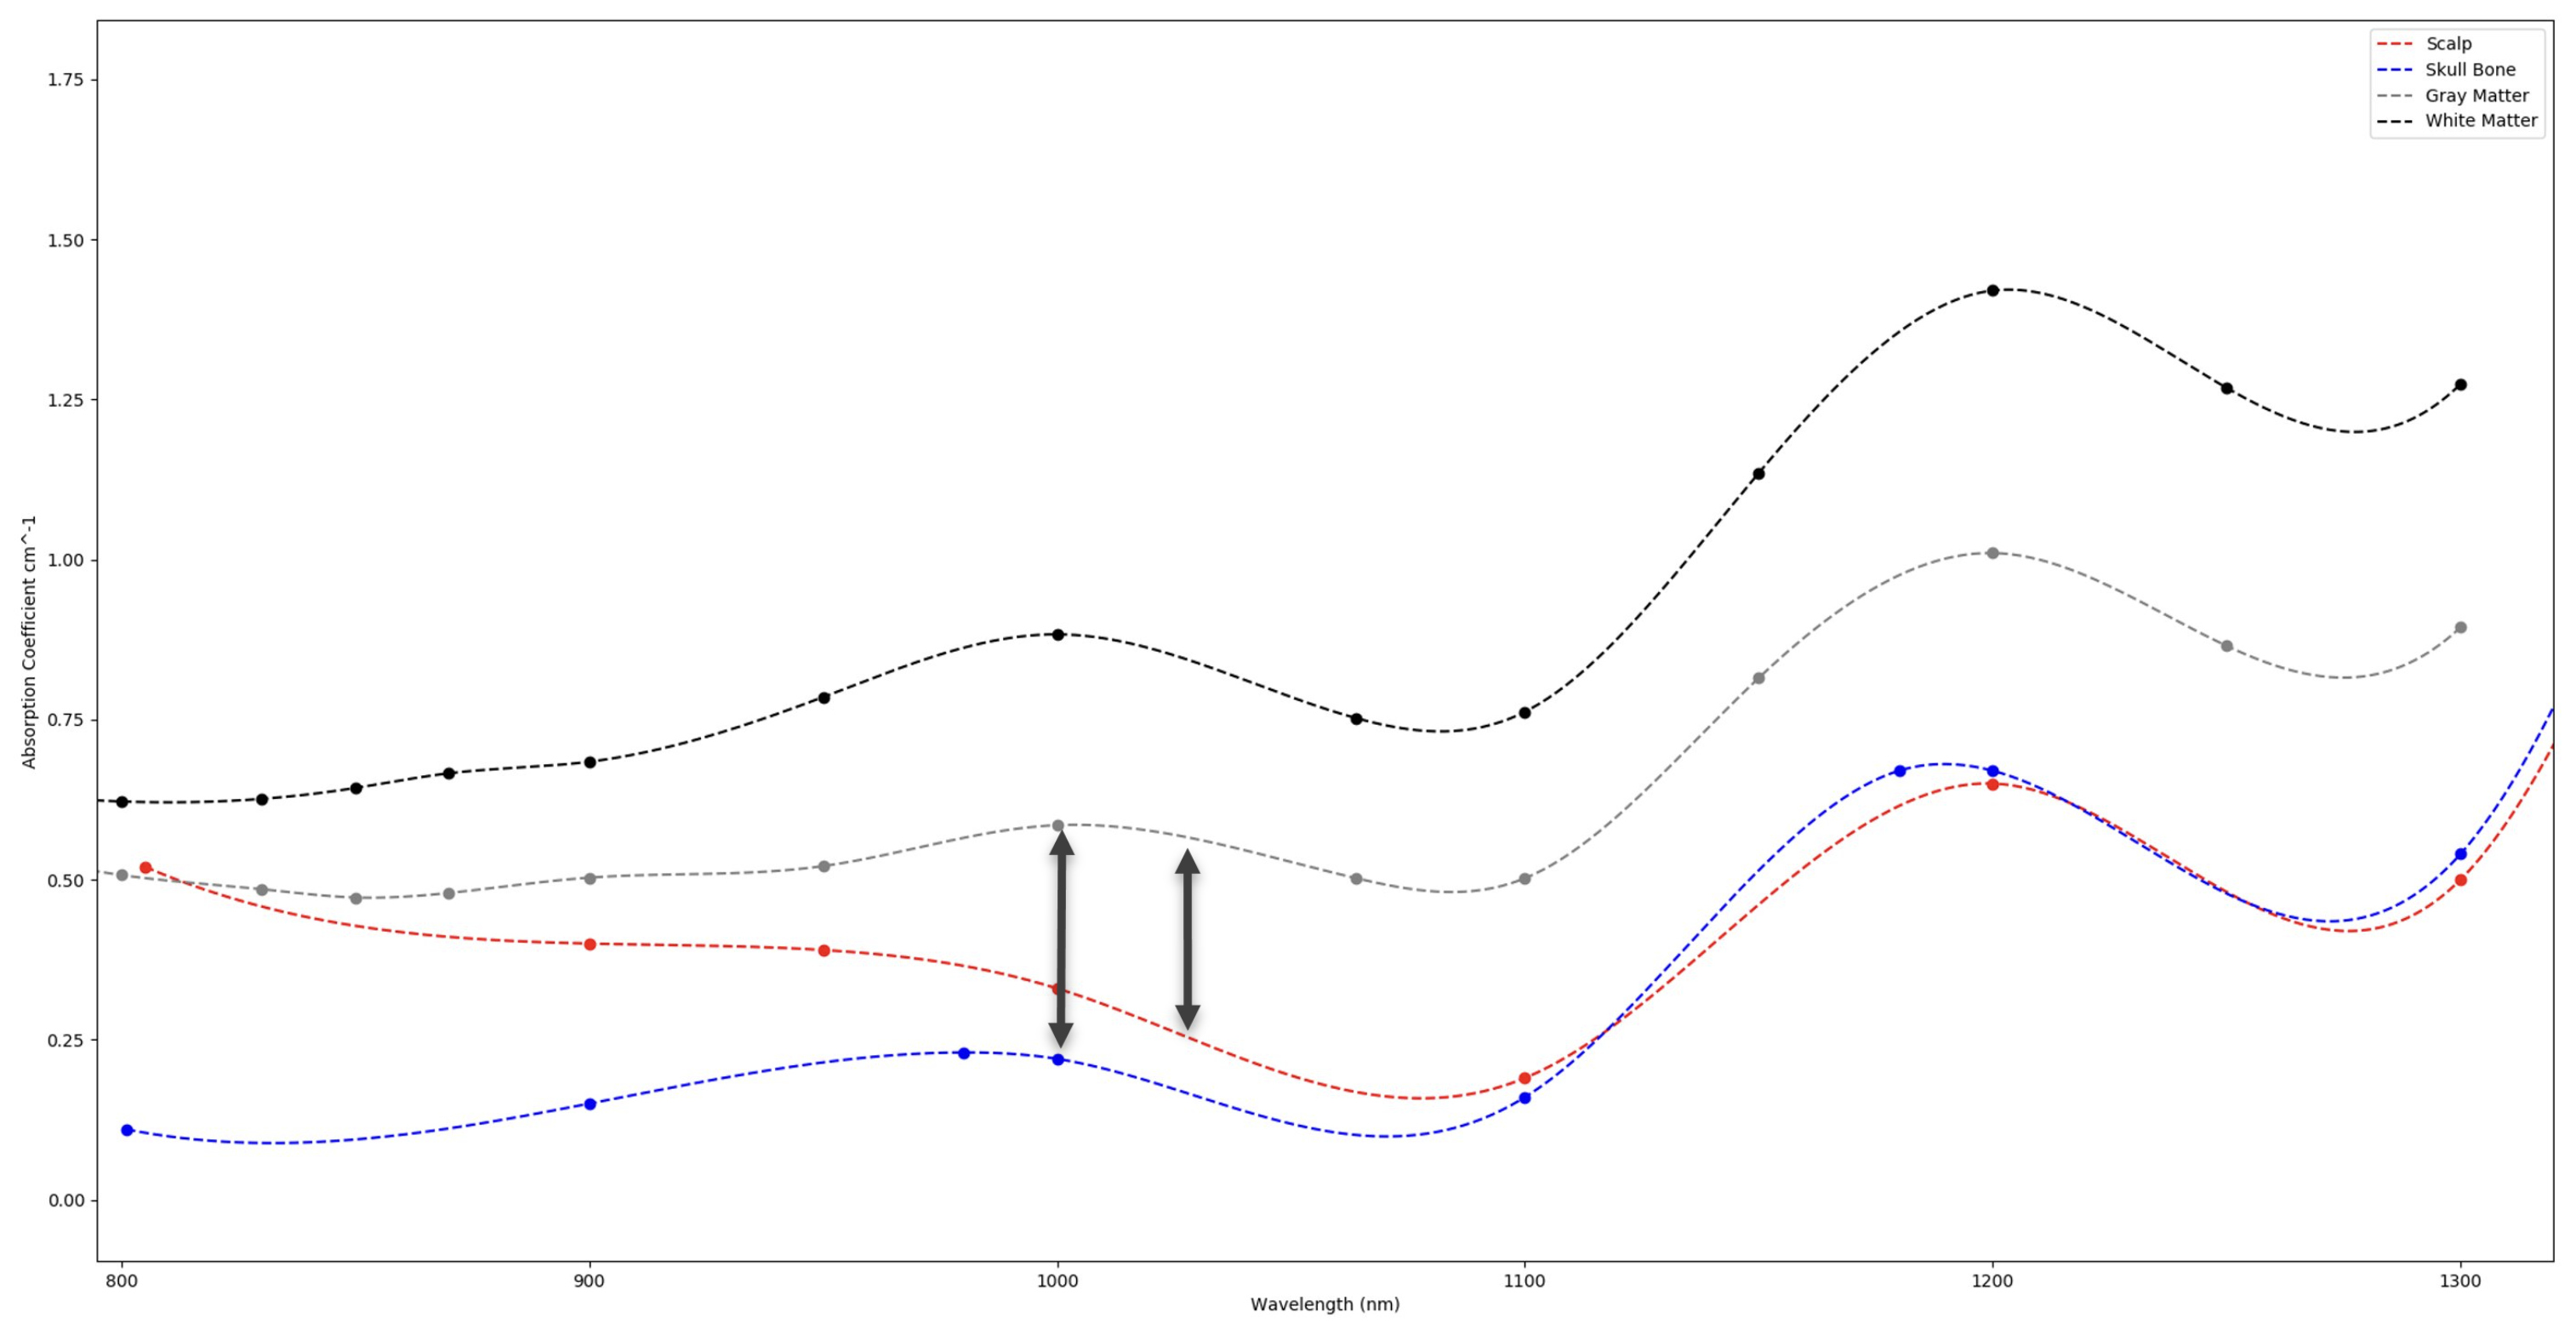 Scalp
Skull Bone
Gray Matter
White Matter
1.75
1.50
1.25
1.00
0.75
0.50
0.25
0.00
Absorption Coefficient cm^-1
800 900 1000 1100 1200 1300
Wavelength (nm)